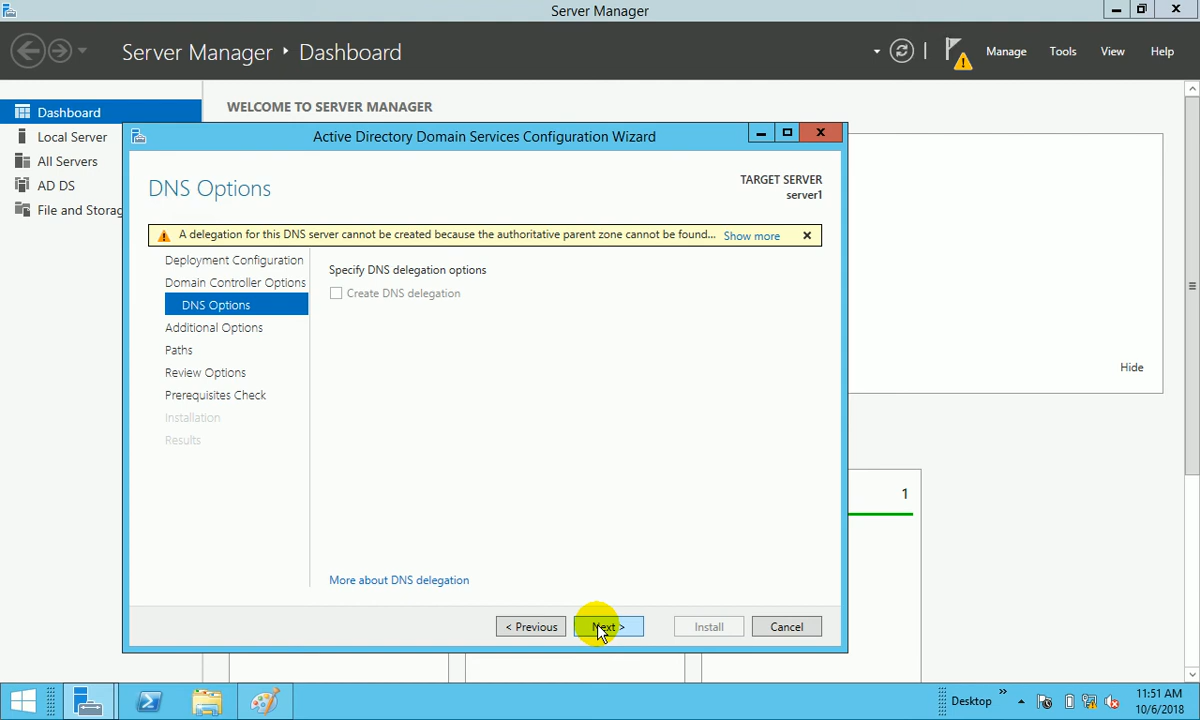 Server Manager
Server Manager ‣ Dashboard
Manage Tools View Help
Dashboard
Local Server
All Servers
AD DS
File and Storag
WELCOME TO SERVER MANAGER
Active Directory Domain Services Configuration Wizard
DNS Options
TARGET SERVER
server1
A delegation for this DNS server cannot be created because the authoritative parent zone cannot be found... Show more
Deployment Configuration
Domain Controller Options
DNS Options
Additional Options
Paths
Review Options
Prerequisites Check
Installation
Results
Specify DNS delegation options
Create DNS delegation
More about DNS delegation
< Previous Next > Install Cancel
Hide
1
Desktop
11:51 AM
10/6/2018